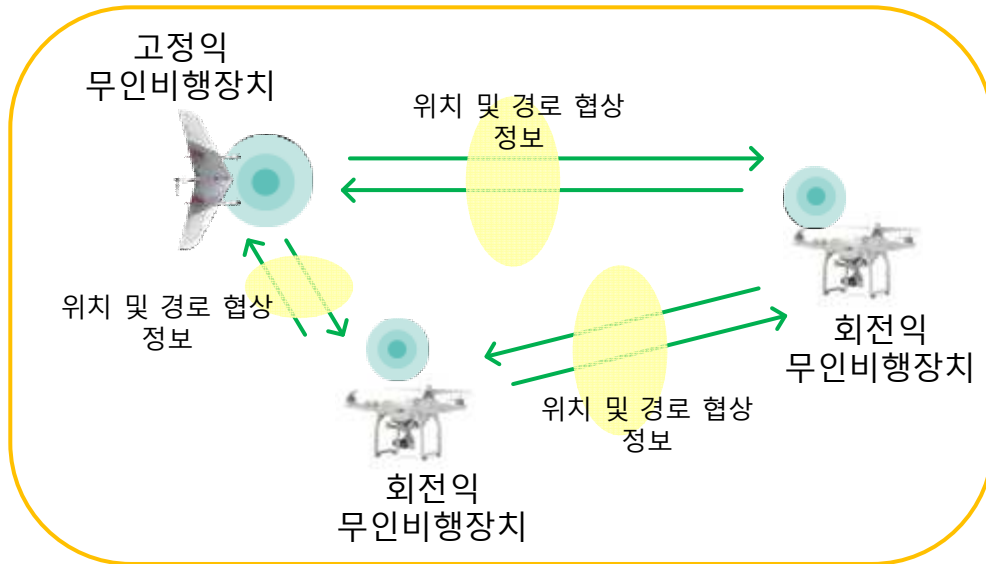 고정익
무인비행장치
위치 및 경로 협상
정보
위치 및 경로 협상
정보
회전익
무인비행장치
위치 및 경로 협상
정보
회전익
무인비행장치